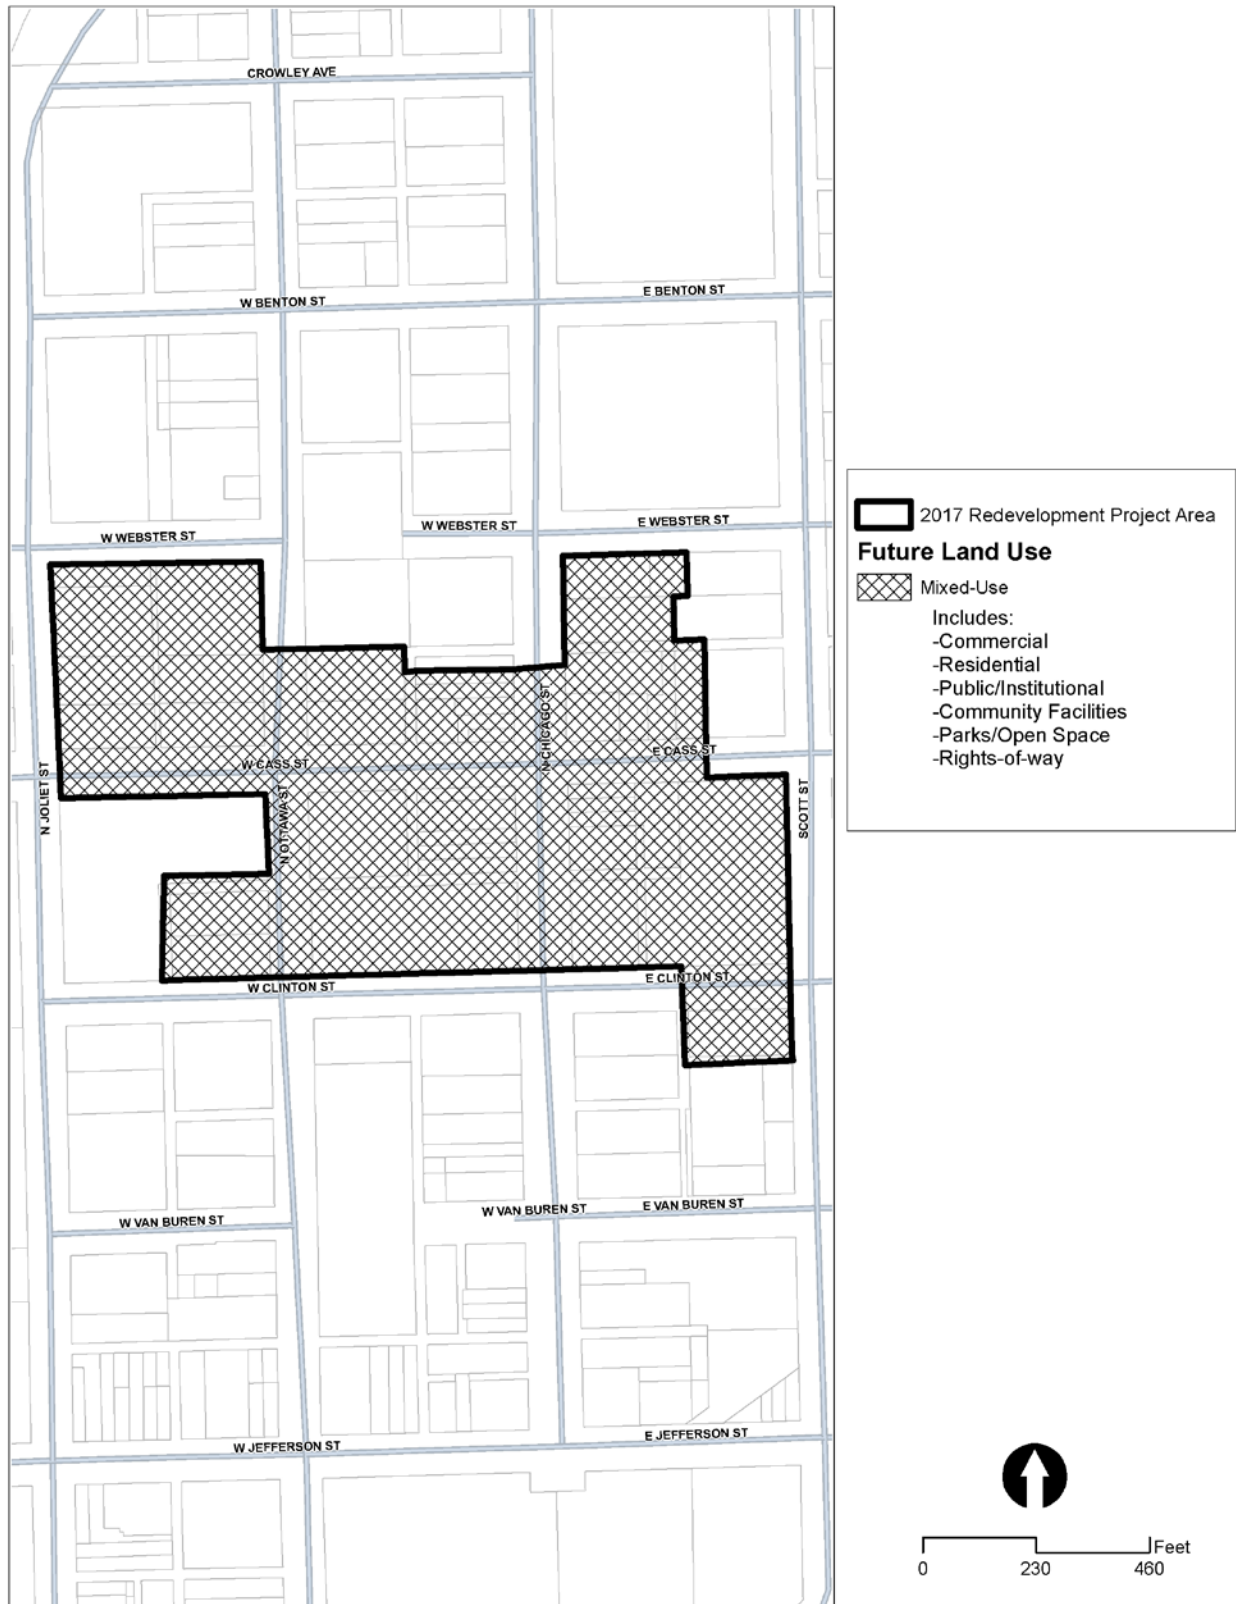 CROWLEY AVE
W BENTON ST
E BENTON ST
W WEBSTER ST
W WEBSTER ST
E WEBSTER ST
N CHICAGO ST
W CASS ST
E CASS ST
N JOLIET ST
N OTTAWA ST
SCOTT ST
W CLINTON ST
E CLINTON ST
W VAN BUREN ST
W VAN BUREN ST
E VAN BUREN ST
W JEFFERSON ST
E JEFFERSON ST
2017 Redevelopment Project Area
Future Land Use
Mixed-Use
Includes:
-Commercial
-Residential
-Public/Institutional
-Community Facilities
-Parks/Open Space
-Rights-of-way
Feet
0 230 460